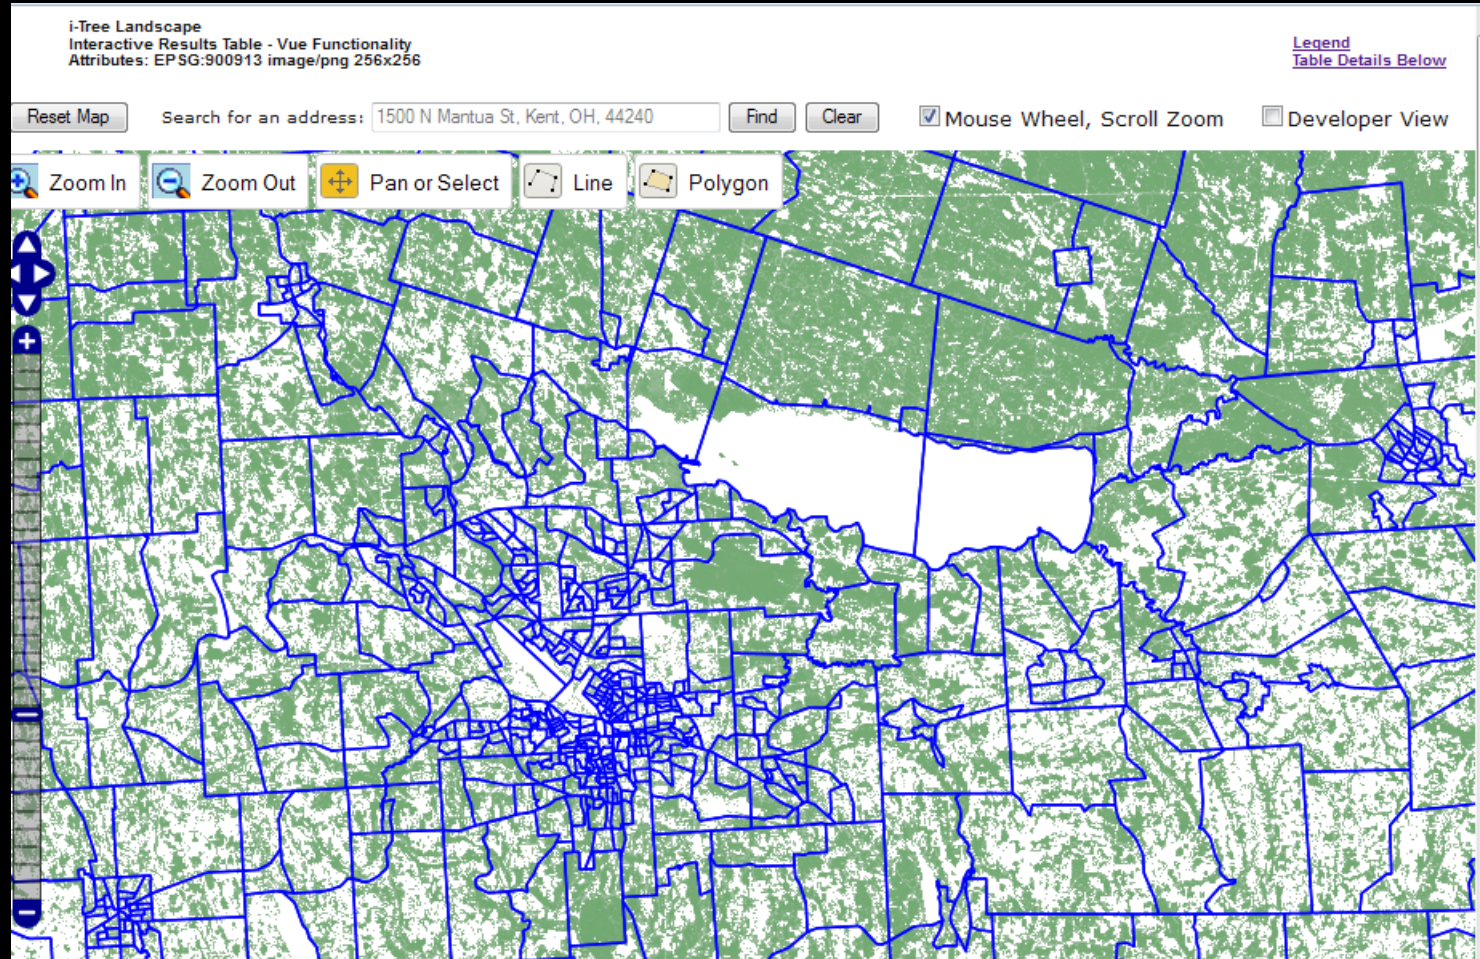 i-Tree Landscape
Interactive Results Table - Vue Functionality
Attributes: EPSG:900913 image/png 256x256
Legend
Table Details Below
Reset Map Search for an address: 1500 N Mantua St, Kent, OH, 44240 Find Clear Mouse Wheel, Scroll Zoom Developer View
Zoom In Zoom Out Pan or Select Line Polygon